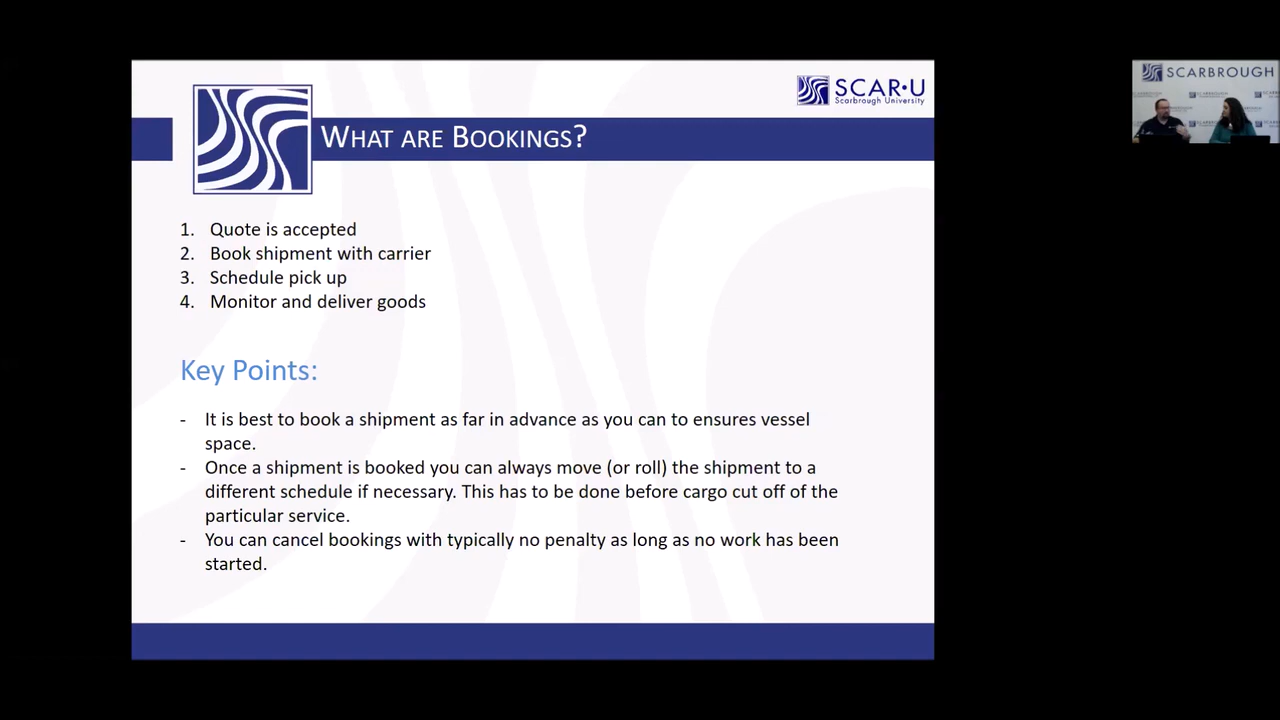 SCAR•U
Scarbrough University
SCARBROUGH
WHAT ARE BOOKINGS?
1. Quote is accepted
2. Book shipment with carrier
3. Schedule pick up
4. Monitor and deliver goods
Key Points:
- It is best to book a shipment as far in advance as you can to ensures vessel
space.
- Once a shipment is booked you can always move (or roll) the shipment to a
different schedule if necessary. This has to be done before cargo cut off of the
particular service.
- You can cancel bookings with typically no penalty as long as no work has been
started.